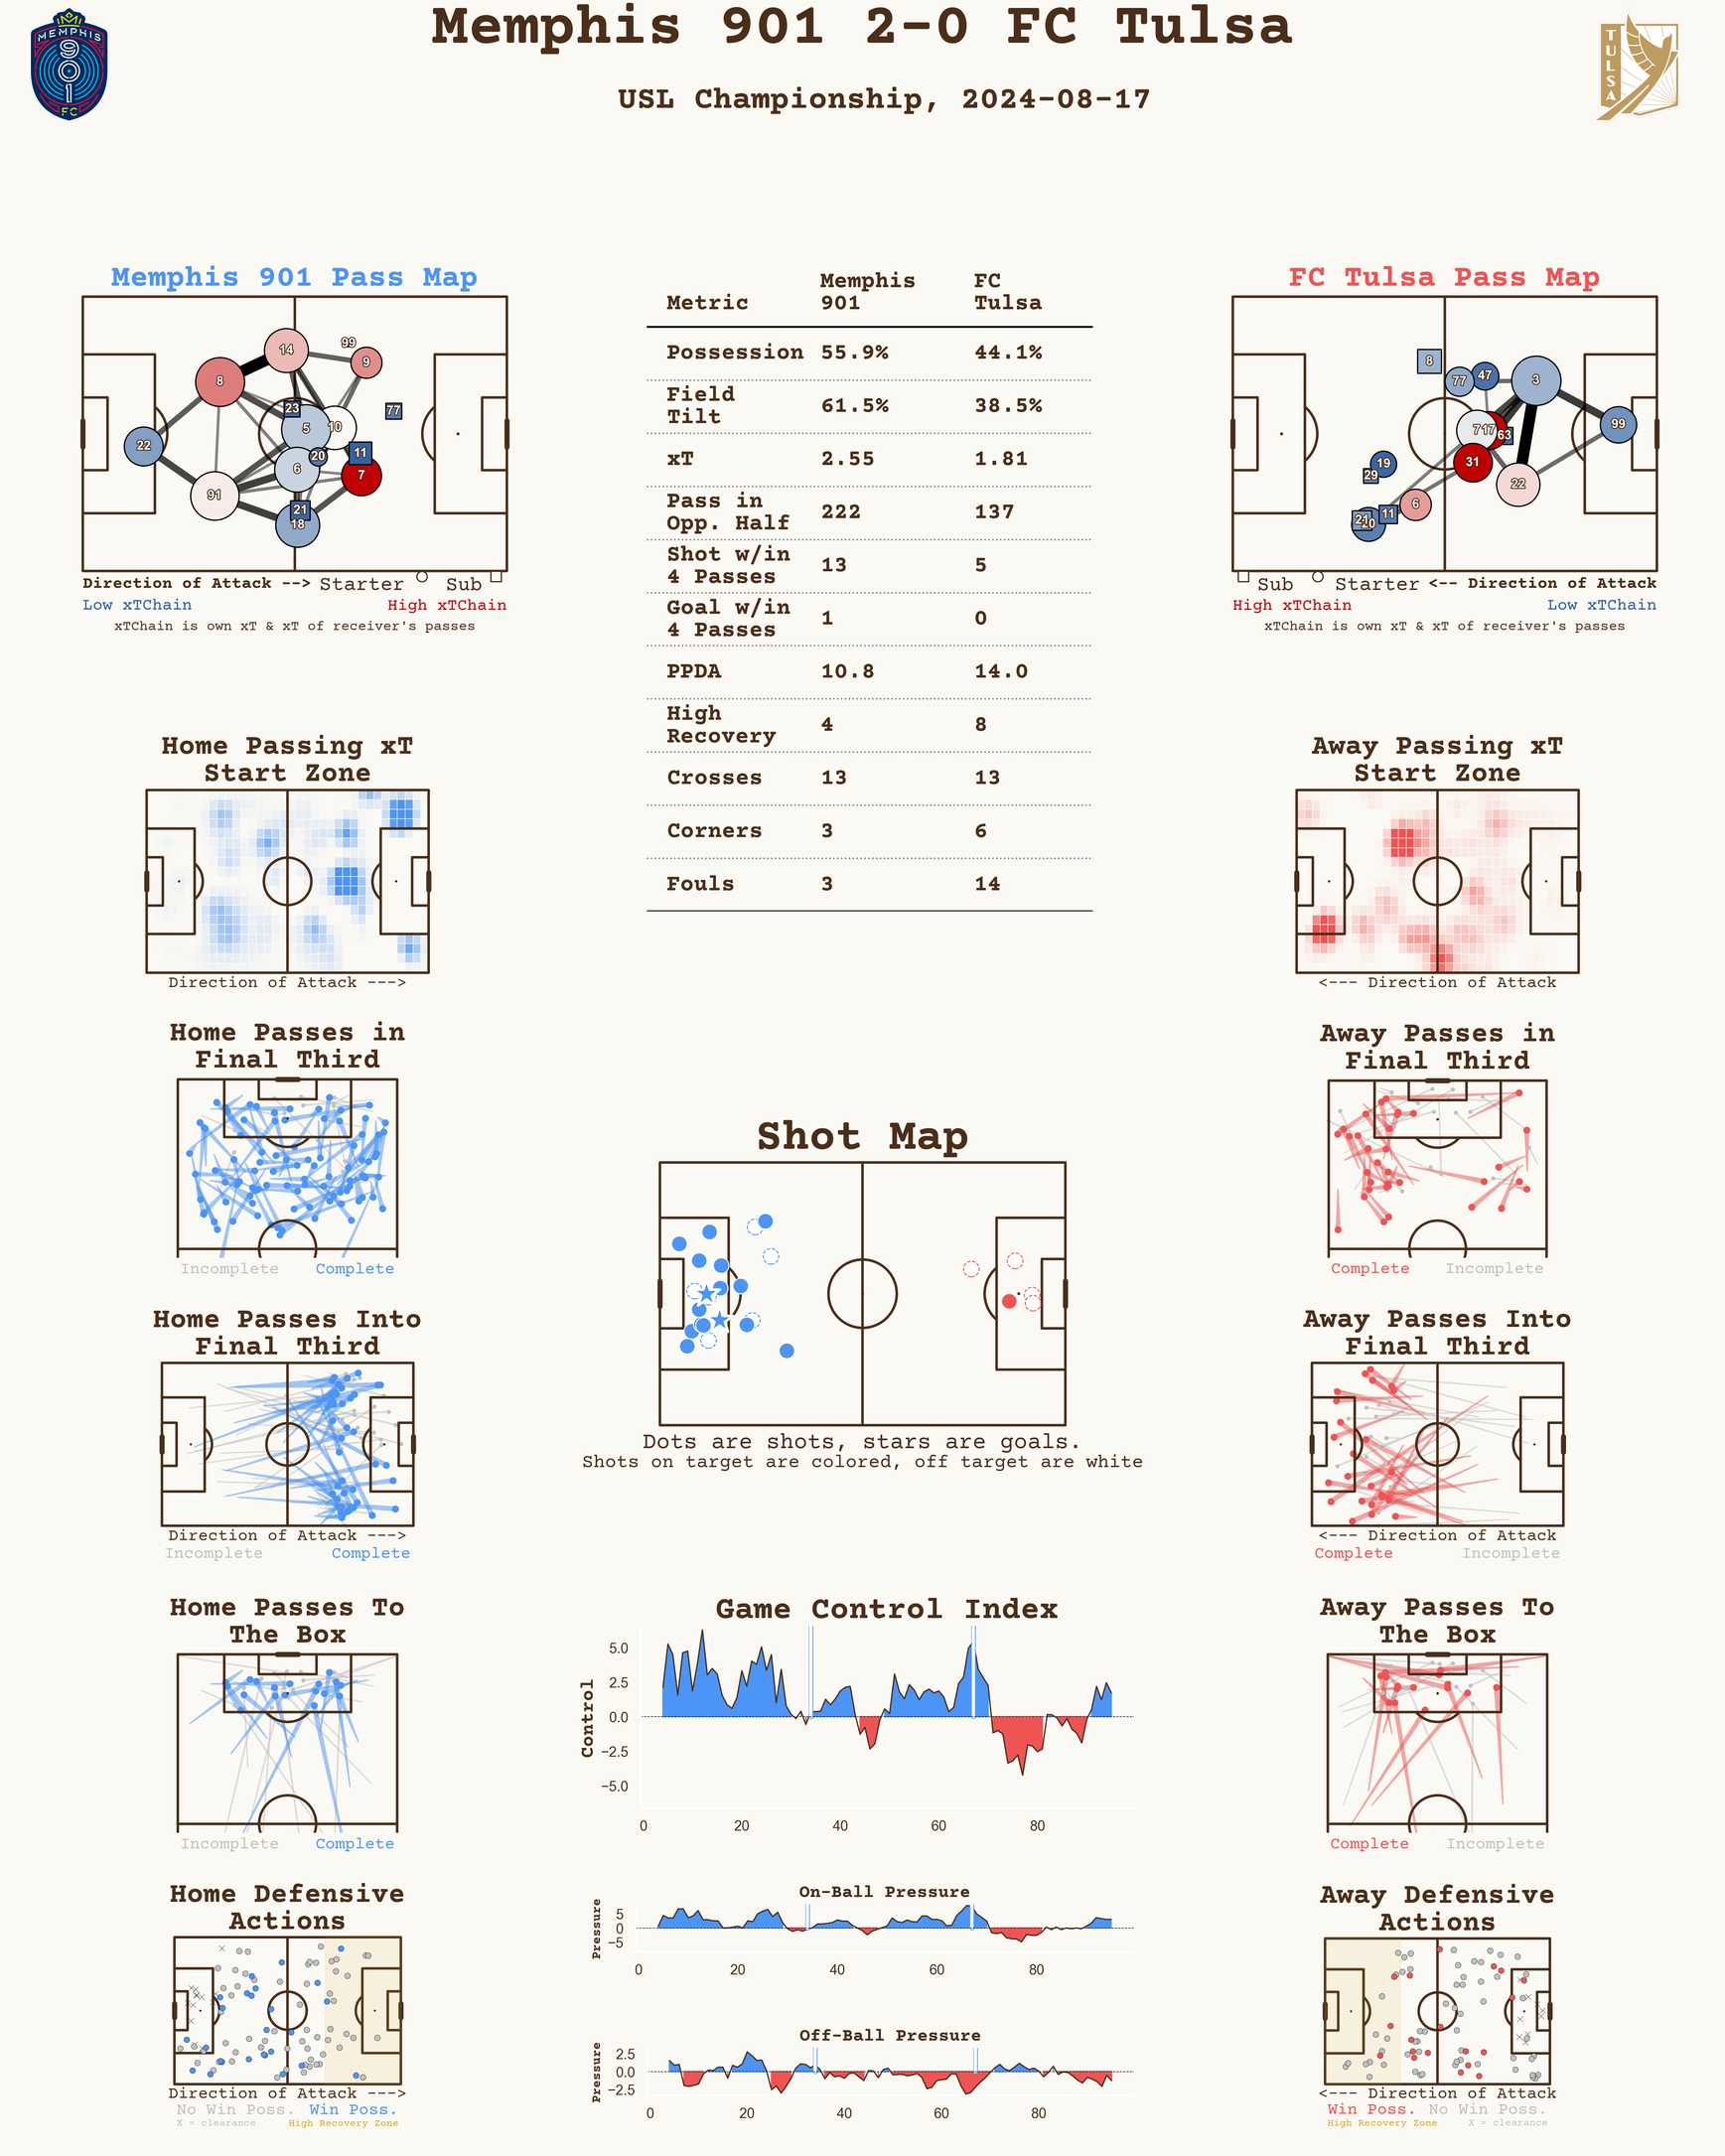 Memphis 901 2-0 FC Tulsa
USL Championship, 2024-08-17
MEMPHIS
901
FC
TULSA
Memphis 901 Pass Map
14
99
9
8
23
77
5
10
22
20
11
6
7
91
21
18
Direction of Attack --> Starter Sub
Low xTChain High xTChain
xTChain is own xT & xT of receiver's passes
Metric Memphis 901 FC Tulsa
Possession 55.9% 44.1%
Field Tilt 61.5% 38.5%
xT 2.55 1.81
Pass in Opp. Half 222 137
Shot w/in 4 Passes 13 5
Goal w/in 4 Passes 1 0
PPDA 10.8 14.0
High Recovery 4 8
Crosses 13 13
Corners 3 6
Fouls 3 14
FC Tulsa Pass Map
8
77
47
3
99
7
17
63
19
31
29
22
6
11
21
Sub Starter <-- Direction of Attack
High xTChain Low xTChain
xTChain is own xT & xT of receiver's passes
Home Passing xT
Start Zone
Direction of Attack --->
Away Passing xT
Start Zone
<--- Direction of Attack
Home Passes in
Final Third
Incomplete Complete
Away Passes in
Final Third
Complete Incomplete
Shot Map
Dots are shots, stars are goals.
Shots on target are colored, off target are white
Home Passes Into
Final Third
Direction of Attack --->
Incomplete Complete
Away Passes Into
Final Third
<--- Direction of Attack
Complete Incomplete
Home Passes To
The Box
Incomplete Complete
Game Control Index
Control
5.0
2.5
0.0
−2.5
−5.0
0 20 40 60 80
Away Passes To
The Box
Complete Incomplete
Home Defensive
Actions
Direction of Attack --->
No Win Poss. Win Poss.
X = clearance High Recovery Zone
On-Ball Pressure
Pressure
5
0
−5
0 20 40 60 80
Off-Ball Pressure
Pressure
2.5
0.0
−2.5
0 20 40 60 80
Away Defensive
Actions
<--- Direction of Attack
Win Poss. No Win Poss.
High Recovery Zone X = clearance